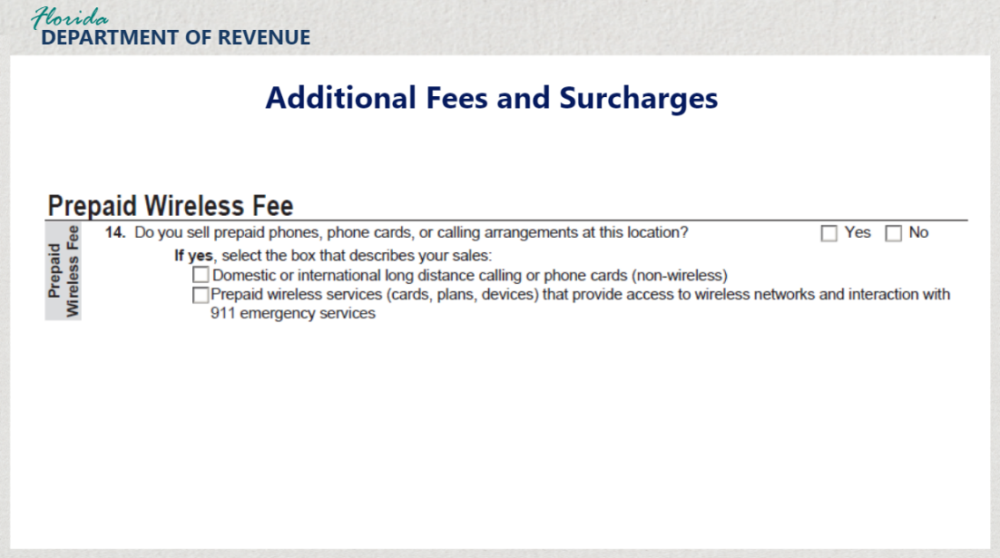 Florida
DEPARTMENT OF REVENUE
Additional Fees and Surcharges
Prepaid Wireless Fee
Prepaid
Wireless Fee
14. Do you sell prepaid phones, phone cards, or calling arrangements at this location? Yes No
If yes, select the box that describes your sales:
Domestic or international long distance calling or phone cards (non-wireless)
Prepaid wireless services (cards, plans, devices) that provide access to wireless networks and interaction with
911 emergency services